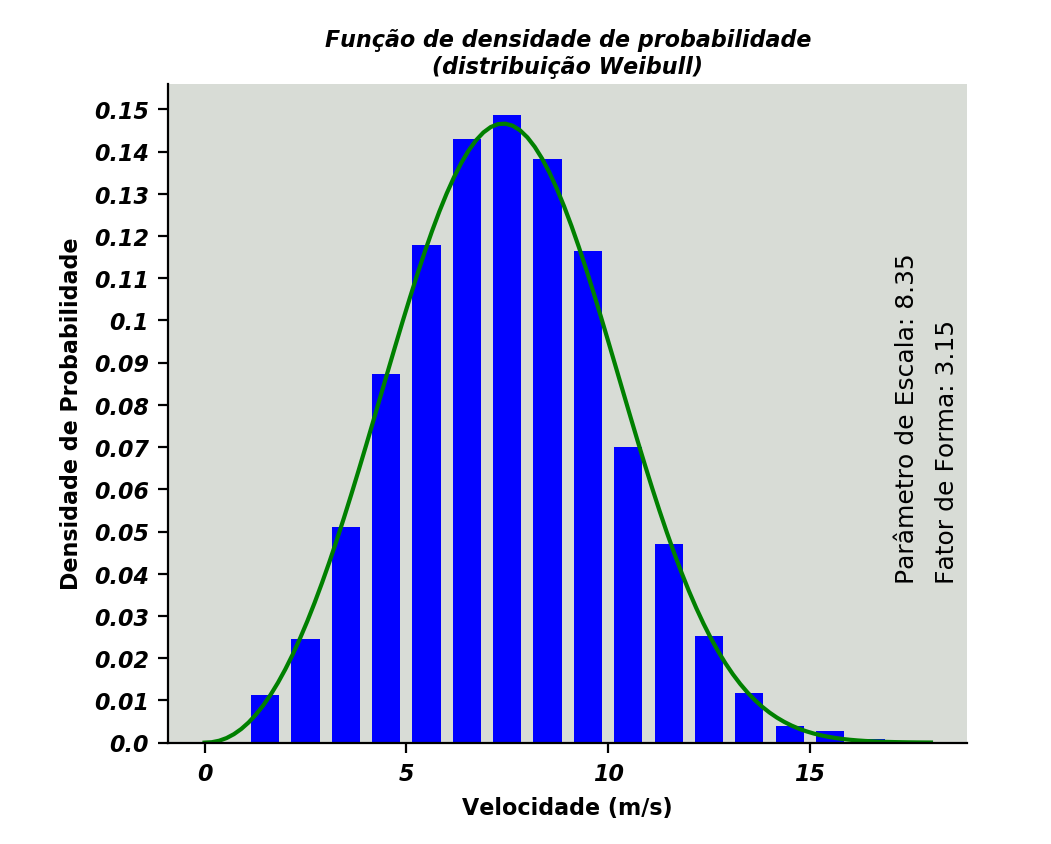 Função de densidade de probabilidade
(distribuição Weibull)
Densidade de Probabilidade
0.15
0.14
0.13
0.12
0.11
0.1
0.09
0.08
0.07
0.06
0.05
0.04
0.03
0.02
0.01
0.0
Parâmetro de Escala: 8.35
Fator de Forma: 3.15
0 5 10 15
Velocidade (m/s)